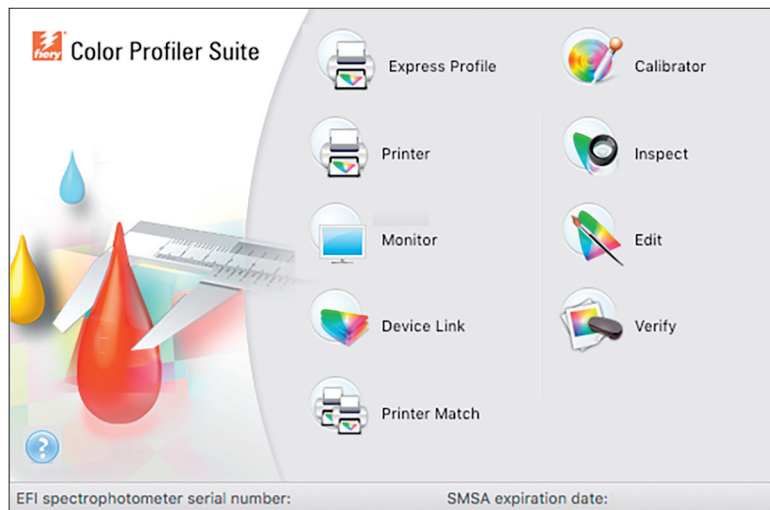 fiery
Color Profiler Suite
Express Profile
Printer
Monitor
Device Link
Printer Match
Calibrator
Inspect
Edit
Verify
?
EFI spectrophotometer serial number:
SMSA expiration date: